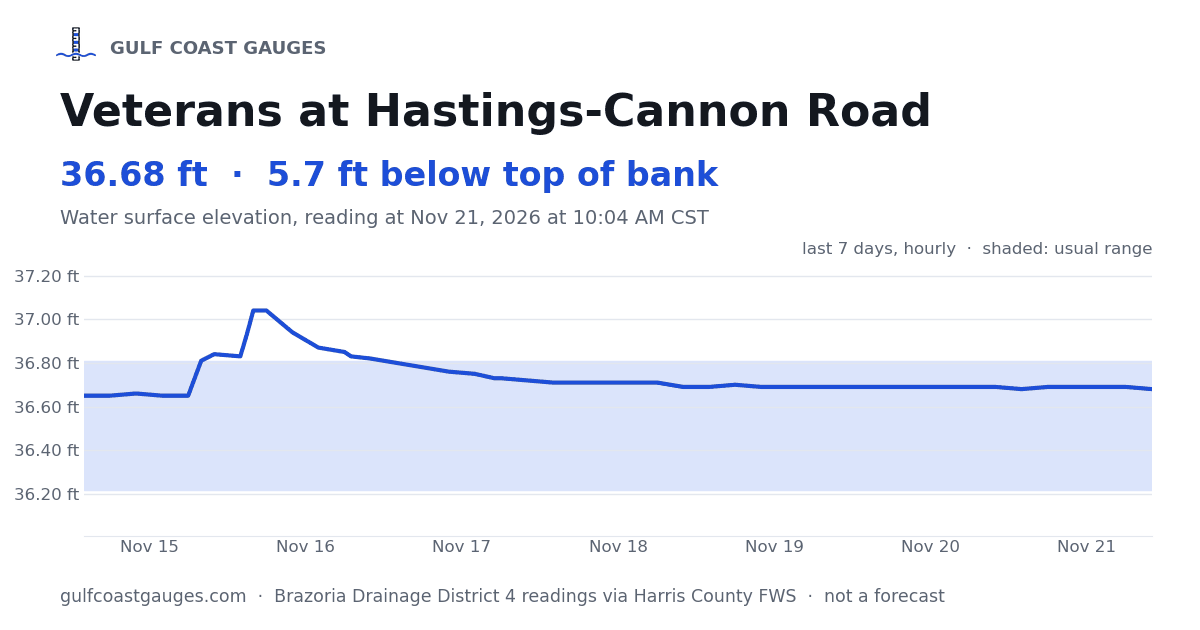 GULF COAST GAUGES
Veterans at Hastings-Cannon Road
36.68 ft · 5.7 ft below top of bank
Water surface elevation, reading at Nov 21, 2026 at 10:04 AM CST
last 7 days, hourly · shaded: usual range
37.20 ft
37.00 ft
36.80 ft
36.60 ft
36.40 ft
36.20 ft
Nov 15 Nov 16 Nov 17 Nov 18 Nov 19 Nov 20 Nov 21
gulfcoastgauges.com · Brazoria Drainage District 4 readings via Harris County FWS · not a forecast